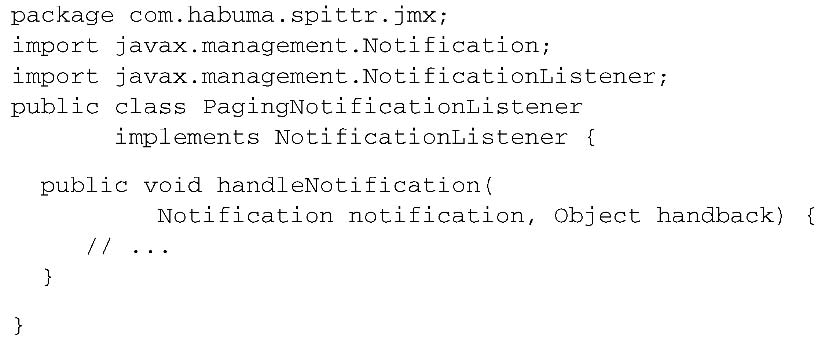 package com.habuma.spittr.jmx;
import javax.management.Notification;
import javax.management.NotificationListener;
public class PagingNotificationListener
implements NotificationListener {
public void handleNotification(
Notification notification, Object handback) {
// ...
}
}